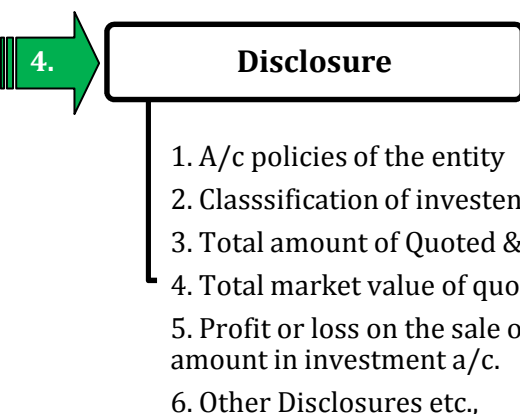 4.
Disclosure
1. A/c policies of the entity
2. Classsification of investen
3. Total amount of Quoted &
4. Total market value of quo
5. Profit or loss on the sale o
amount in investment a/c.
6. Other Disclosures etc.,